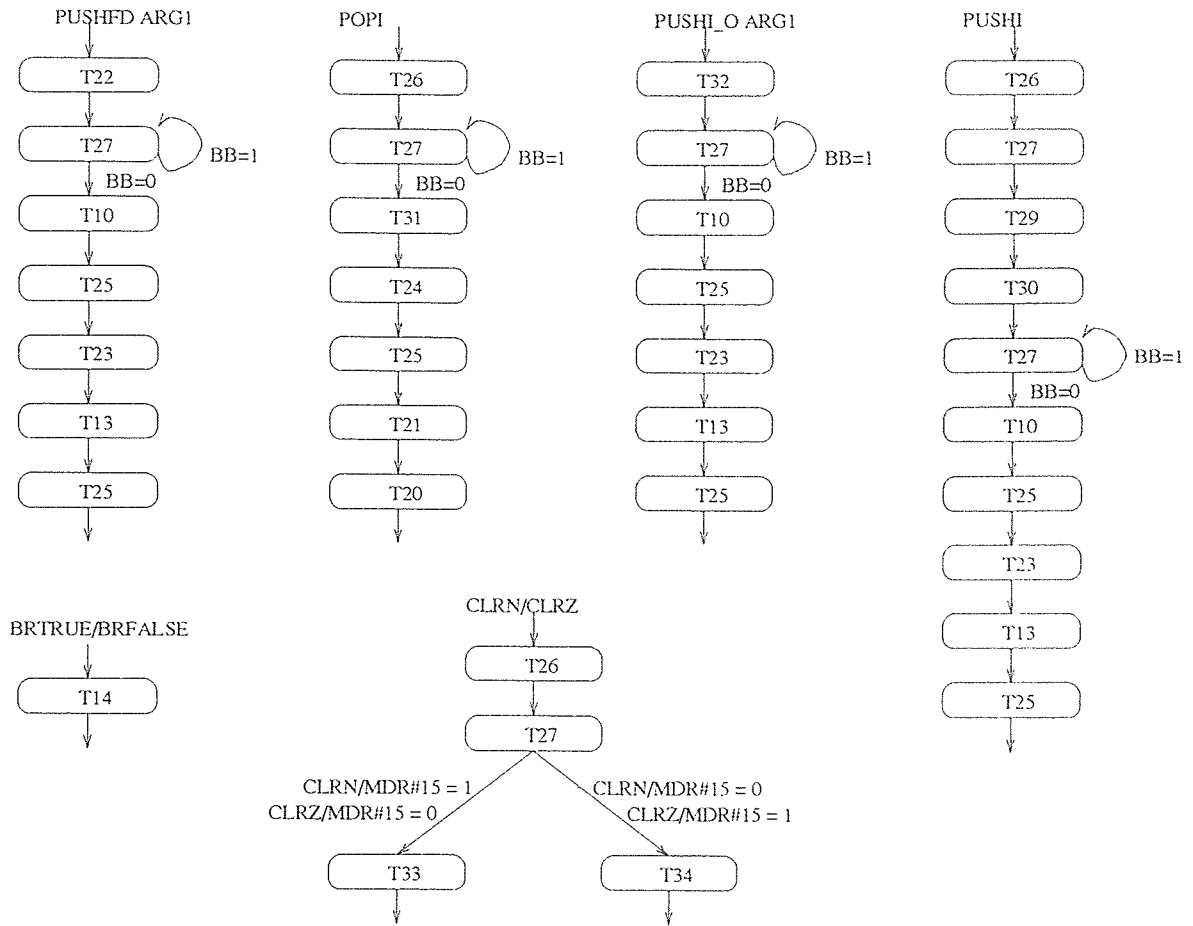 PUSHFD ARG1
T22
T27
BB=1
BB=0
T10
T25
T23
T13
T25
POPI
T26
T27
BB=1
BB=0
T31
T24
T25
T21
T20
PUSHI_O ARG1
T32
T27
BB=1
BB=0
T10
T25
T23
T13
T25
PUSHI
T26
T27
T29
T30
T27
BB=1
BB=0
T10
T25
T23
T13
T25
BRTRUE/BRFALSE
T14
CLRN/CLRZ
T26
T27
CLRN/MDR#15 = 1
CLRZ/MDR#15 = 0
CLRN/MDR#15 = 0
CLRZ/MDR#15 = 1
T33
T34